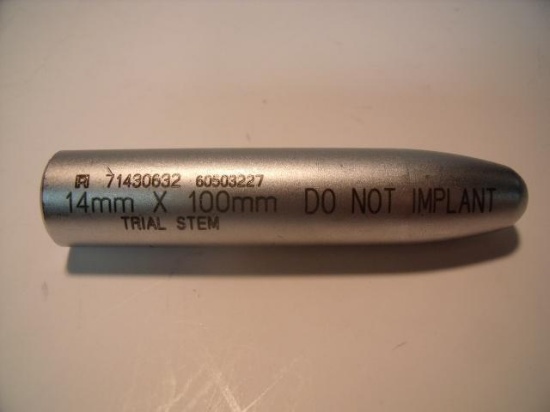 71430632 60503227
14mm X 100mm DO NOT IMPLANT
TRIAL STEM